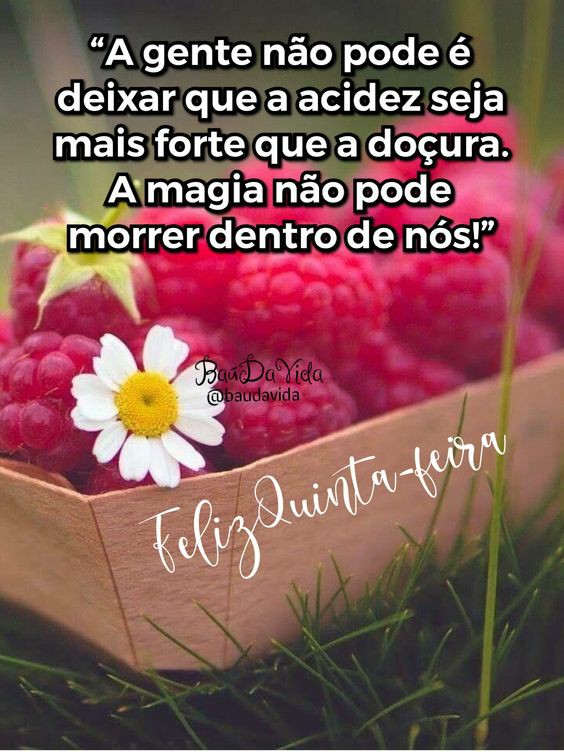 “A gente não pode é
deixar que a acidez seja
mais forte que a doçura.
A magia não pode
morrer dentro de nós!”
BaúDaVida
@baudavida
Feliz Quinta-feira